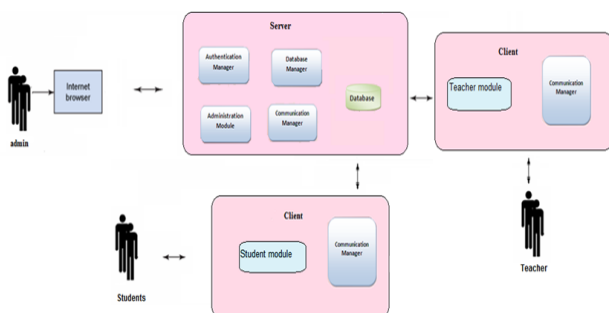 Server
Authentication
Manager
Database
Manager
Database
Administration
Module
Communication
Manager
Client
Teacher module
Communication
Manager
Internet
browser
admin
Client
Student module
Communication
Manager
Students
Teacher